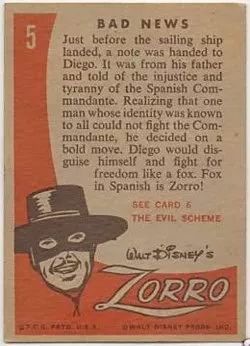 5
BAD NEWS
Just before the sailing ship
landed, a note was handed to
Diego. It was from his father
and told of the injustice and
tyranny of the Spanish Com-
mandante. Realizing that one
man whose identity was known
to all could not fight the Com-
mandante, he decided on a
bold move. Diego would dis-
guise himself and fight for
freedom like a fox. Fox
in Spanish is Zorro!
SEE CARD 6
THE EVIL SCHEME
WALT DISNEY'S
ZORRO
©T.C.G. PRTD. U.S.A.
©WALT DISNEY PROD., INC.